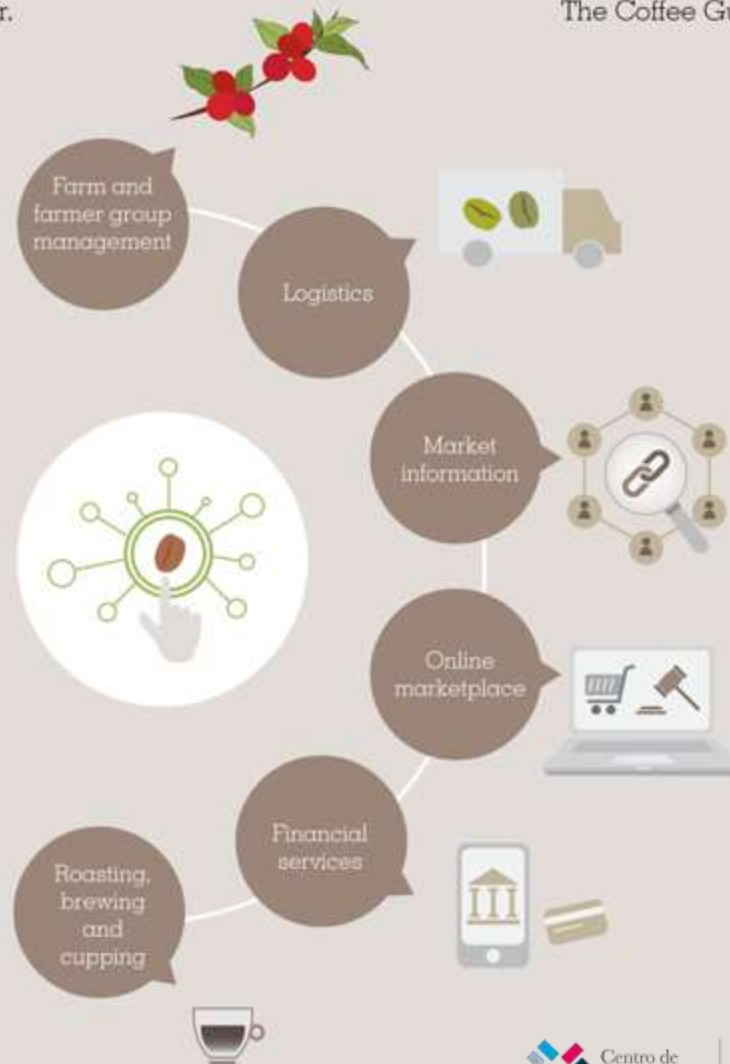 r.
The Coffee Gu
Farm and
farmer group
management
Logistics
Market
information
Online
marketplace
Financial
services
Roasting,
brewing
and
cupping
Centro de